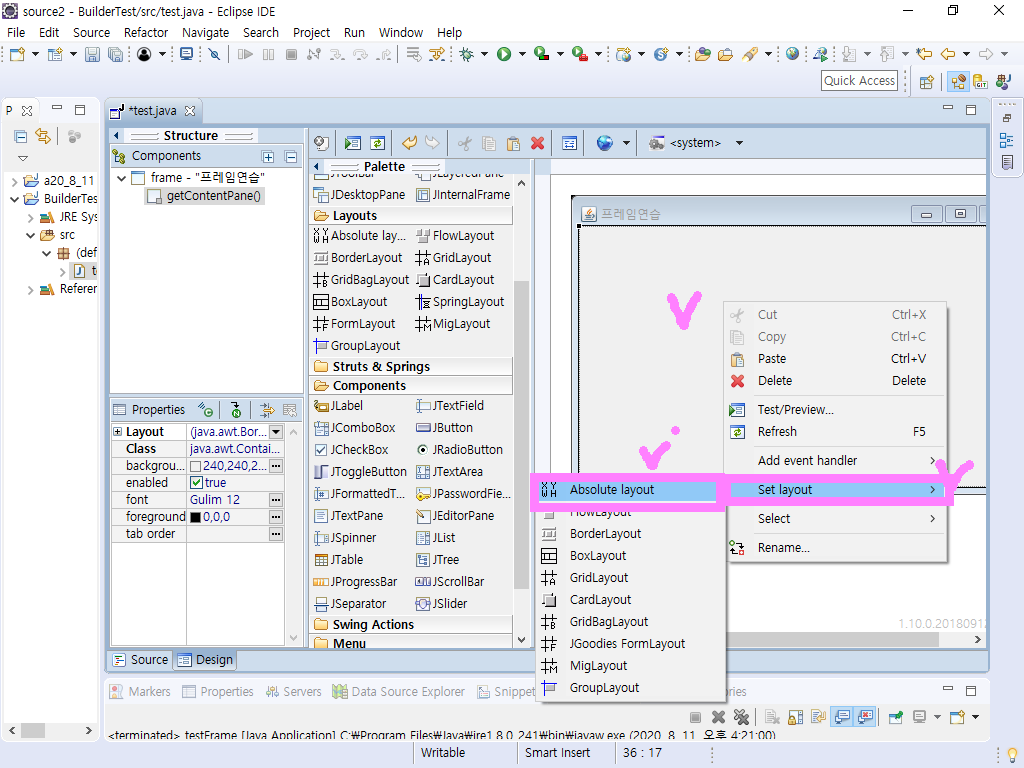 source2 - BuilderTest/src/test.java - Eclipse IDE
File Edit Source Refactor Navigate Search Project Run Window Help
Quick Access
P
a20_8_11
BuilderTes
JRE Sys
src
(def
Referer
*test.java
Structure
Components
frame - "프레임연습"
getContentPane()
Properties
Layout (java.awt.Bor...
Class java.awt.Contai...
backgrou... 240,240,2...
enabled true
font Gulim 12
foreground 0,0,0
tab order
Palette
<system>
JToolBar JLayeredPane
JDesktopPane JInternalFrame
Layouts
Absolute lay... FlowLayout
BorderLayout GridLayout
GridBagLayout CardLayout
BoxLayout SpringLayout
FormLayout MigLayout
GroupLayout
Struts & Springs
Components
JLabel JTextField
JComboBox JButton
JCheckBox JRadioButton
JToggleButton JTextArea
JFormattedT... JPasswordFie...
JTextPane JEditorPane
JSpinner JList
JTable JTree
JProgressBar JScrollBar
JSeparator JSlider
Swing Actions
Menu
프레임연습
Cut Ctrl+X
Copy Ctrl+C
Paste Ctrl+V
Delete Delete
Test/Preview...
Refresh F5
Add event handler
Set layout
Select
Rename...
Absolute layout
FlowLayout
BorderLayout
BoxLayout
GridLayout
CardLayout
GridBagLayout
JGoodies FormLayout
MigLayout
GroupLayout
1.10.0.20180912
Source Design
Markers Properties Servers Data Source Explorer Snippet ories
<terminated> testFrame [Java Application] C:₩Program Files₩Java₩jre1.8.0_241₩bin₩javaw.exe (2020. 8. 11. 오후 4:21:00)
Writable Smart Insert 36 : 17